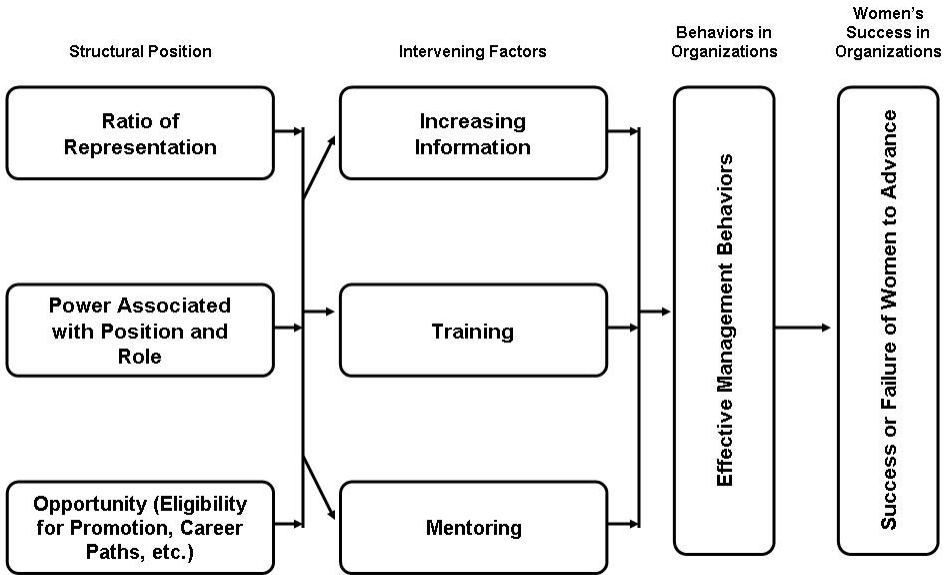 Structural Position
Intervening Factors
Behaviors in
Organizations
Women's
Success in
Organizations
Ratio of
Representation
Increasing
Information
Power Associated
with Position and
Role
Training
Opportunity (Eligibility
for Promotion, Career
Paths, etc.)
Mentoring
Effective Management Behaviors
Success or Failure of Women to Advance